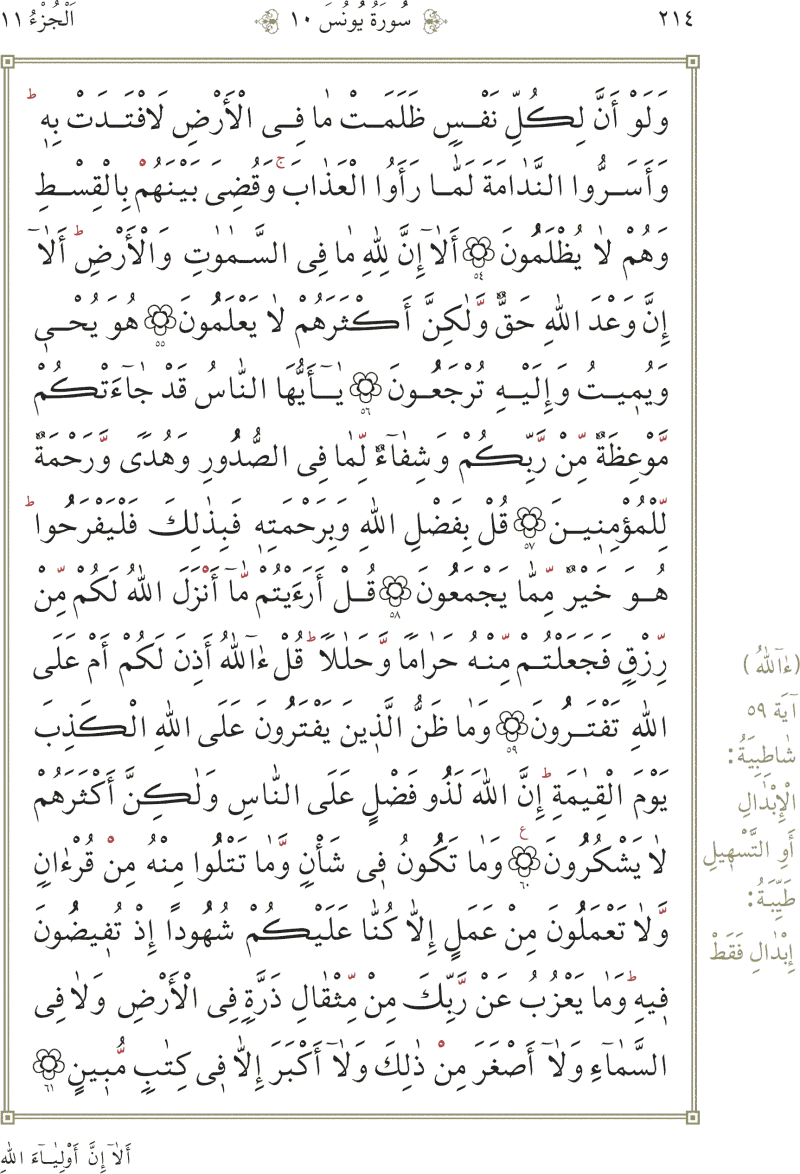 ٢١٤
سُورَةُ يُونُسَ ١٠
اَلْجُزْءُ ١١
وَلَوْ أَنَّ لِكُلِّ نَفْسٍ ظَلَمَتْ مَا فِى الْأَرْضِ لَافْتَدَتْ بِهٖ ۜؕ
وَأَسَرُّوا النَّدَامَةَ لَمَّا رَأَوُا الْعَذَابَ ۚ وَقُضِىَ بَيْنَهُمْ بِالْقِسْطِ
وَهُمْ لَا يُظْلَمُونَ ٥٤ أَلَآ إِنَّ لِلّٰهِ مَا فِى السَّمٰوٰتِ وَالْأَرْضِ ؕ أَلَآ
إِنَّ وَعْدَ اللّٰهِ حَقٌّ وَّلٰكِنَّ أَكْثَرَهُمْ لَا يَعْلَمُونَ ٥٥ هُوَ يُحْىٖ
وَيُمِيتُ وَإِلَيْهِ تُرْجَعُونَ ٥٦ يٰٓأَيُّهَا النَّاسُ قَدْ جَآءَتْكُمْ
مَّوْعِظَةٌ مِّنْ رَّبِّكُمْ وَشِفَآءٌ لِّمَا فِى الصُّدُورِ وَهُدًى وَّرَحْمَةٌ
لِّلْمُؤْمِنِينَ ٥٧ قُلْ بِفَضْلِ اللّٰهِ وَبِرَحْمَتِهٖ فَبِذٰلِكَ فَلْيَفْرَحُوا ؕ
هُوَ خَيْرٌ مِّمَّا يَجْمَعُونَ ٥٨ قُلْ أَرَءَيْتُمْ مَّآ أَنْزَلَ اللّٰهُ لَكُمْ مِّنْ
رِّزْقٍ فَجَعَلْتُمْ مِّنْهُ حَرَامًا وَّحَلٰلًا ؕ قُلْ ءَآللّٰهُ أَذِنَ لَكُمْ أَمْ عَلَى
اللّٰهِ تَفْتَرُونَ ٥٩ وَمَا ظَنُّ الَّذِينَ يَفْتَرُونَ عَلَى اللّٰهِ الْكَذِبَ
يَوْمَ الْقِيٰمَةِ ؕ إِنَّ اللّٰهَ لَذُو فَضْلٍ عَلَى النَّاسِ وَلٰكِنَّ أَكْثَرَهُمْ
لَا يَشْكُرُونَ ٦٠ ع وَمَا تَكُونُ فِى شَأْنٍ وَّمَا تَتْلُوا مِنْهُ مِنْ قُرْءَانٍ
وَّلَا تَعْمَلُونَ مِنْ عَمَلٍ إِلَّا كُنَّا عَلَيْكُمْ شُهُودًا إِذْ تُفِيضُونَ
فِيهِ ؕ وَمَا يَعْزُبُ عَنْ رَّبِّكَ مِنْ مِّثْقَالِ ذَرَّةٍ فِى الْأَرْضِ وَلَا فِى
السَّمَآءِ وَلَآ أَصْغَرَ مِنْ ذٰلِكَ وَلَآ أَكْبَرَ إِلَّا فِى كِتٰبٍ مُّبِينٍ ٦١
(ءَآللّٰهُ)
آيَة ٥٩
شَاطِبِيَةُ:
الْإِبْدَالِ
أَوِ التَّسْهِيلِ
طَيِّبَةُ:
إِبْدَالِ فَقَطْ
أَلَآ إِنَّ أَوْلِيَآءَ اللّٰهِ